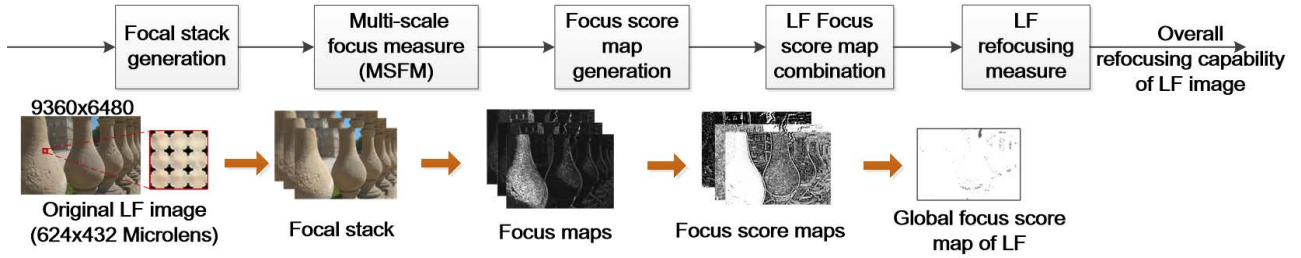 Focal stack
generation
Multi-scale
focus measure
(MSFM)
Focus score
map
generation
LF Focus
score map
combination
LF
refocusing
measure
Overall
refocusing capability
of LF image
9360x6480
Original LF image
(624x432 Microlens)
Focal stack
Focus maps
Focus score maps
Global focus score
map of LF